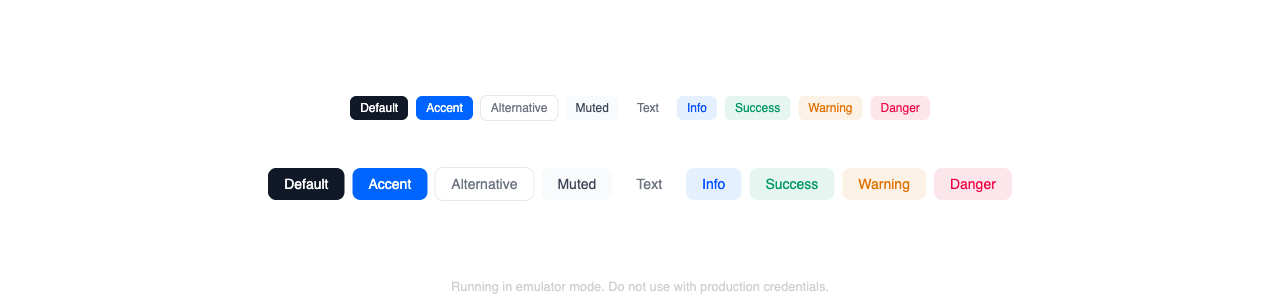 Default Accent Alternative Muted Text Info Success Warning Danger
Default Accent Alternative Muted Text Info Success Warning Danger
Running in emulator mode. Do not use with production credentials.